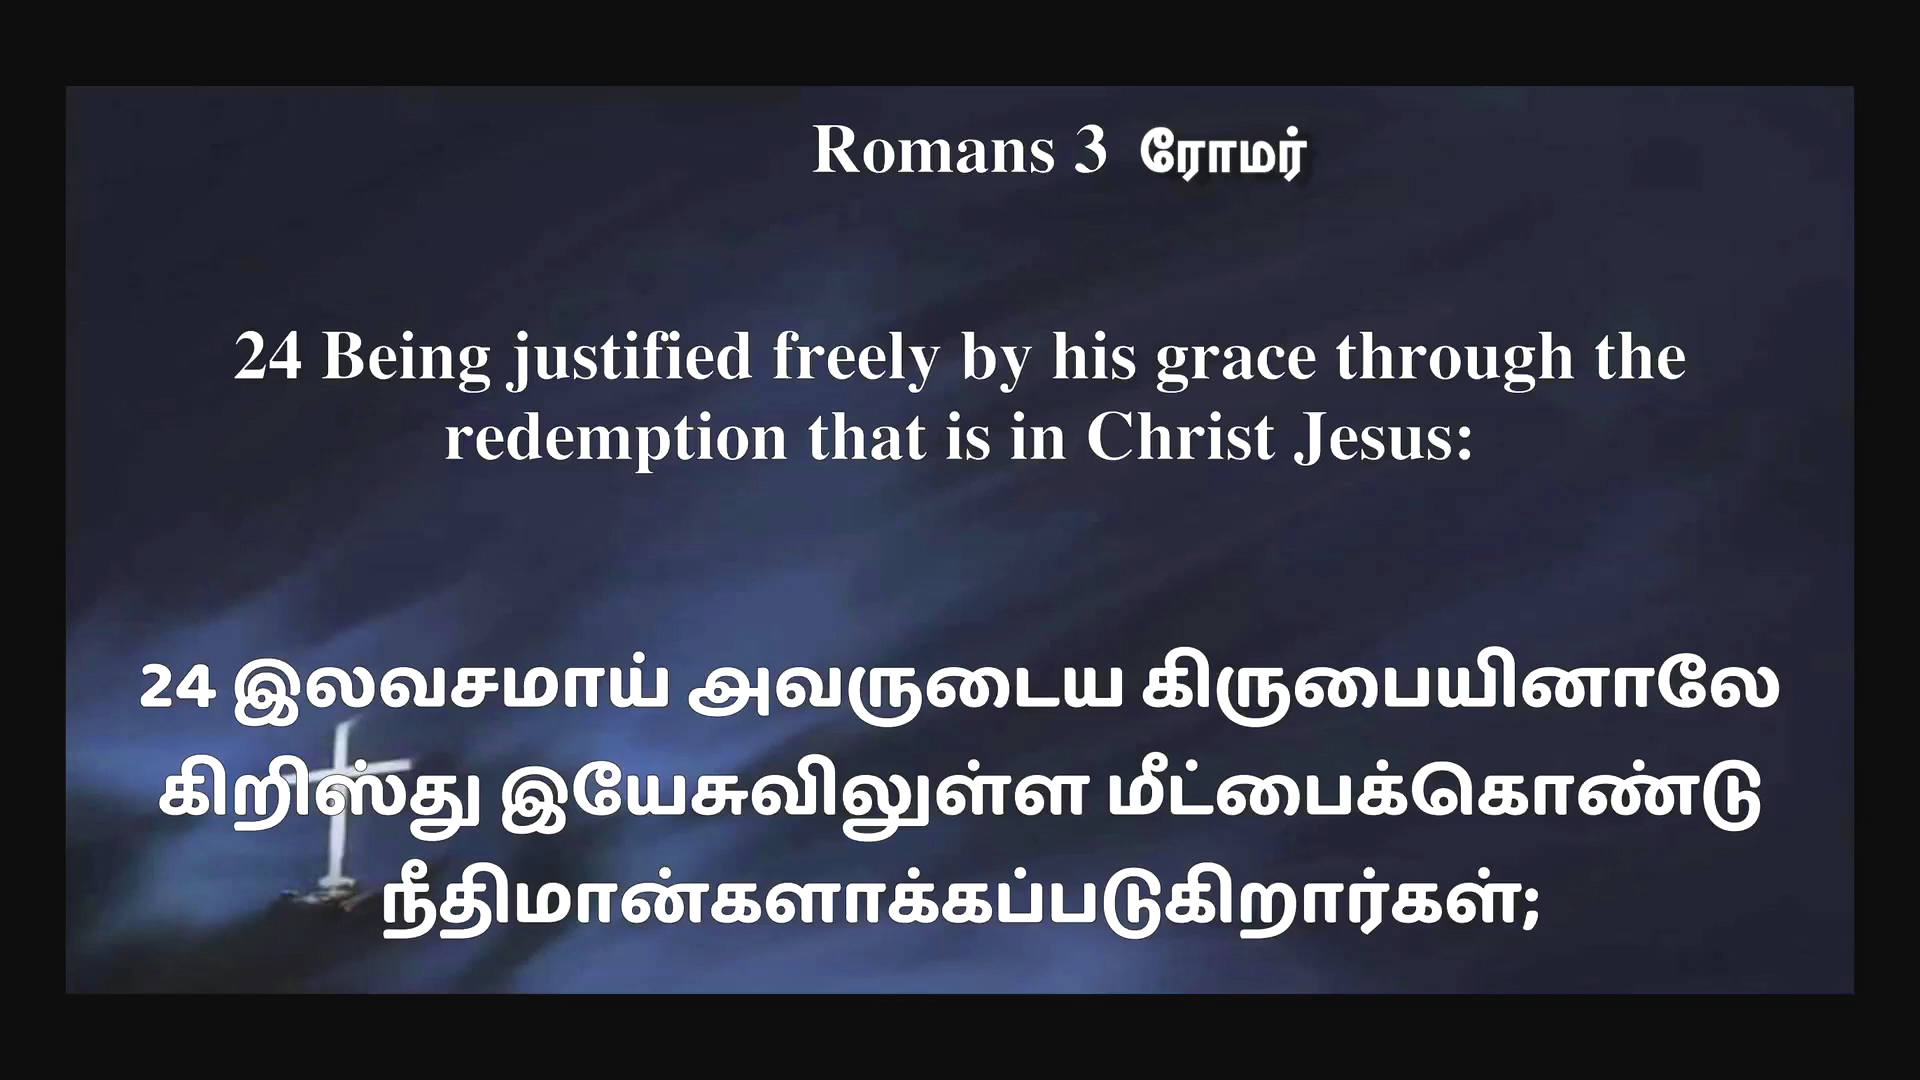 Romans 3 ரோமர்
24 Being justified freely by his grace through the
redemption that is in Christ Jesus:
24 இலவசமாய் அவருடைய கிருபையினாலே
கிறிஸ்து இயேசுவிலுள்ள மீட்பைக்கொண்டு
நீதிமான்களாக்கப்படுகிறார்கள்;